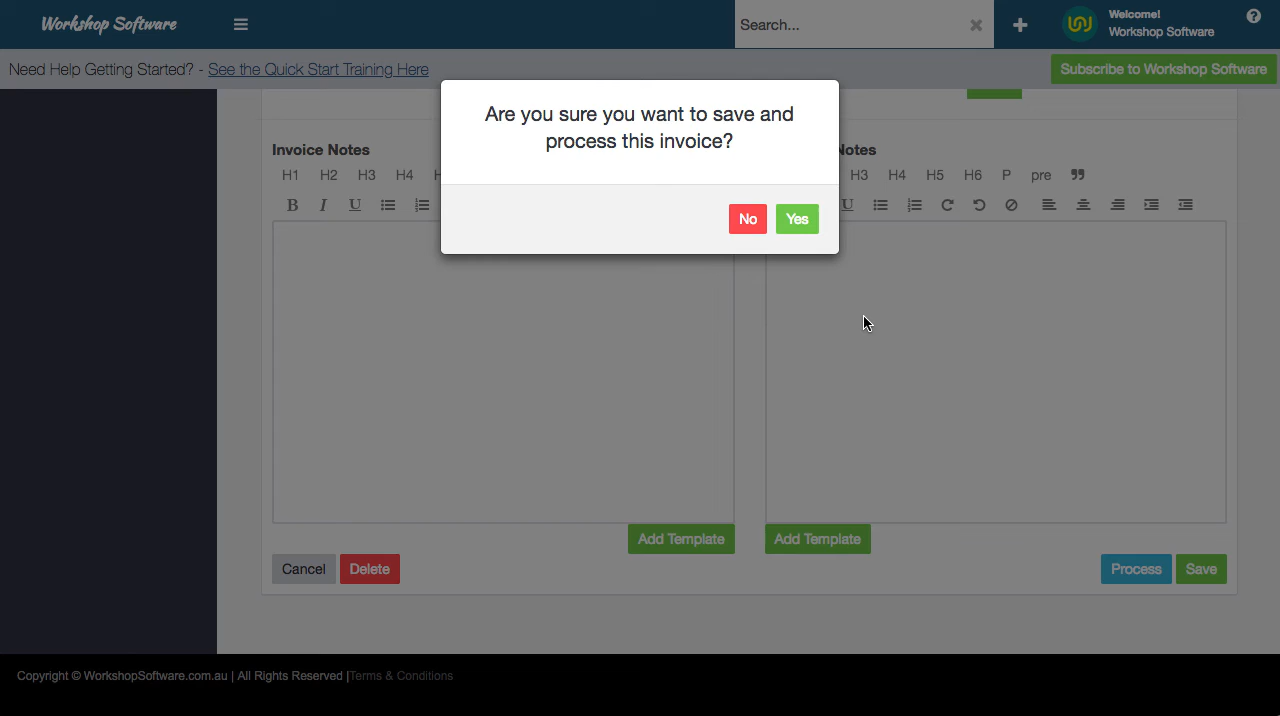 Workshop Software
Search...
Welcome!
Workshop Software
Need Help Getting Started? - See the Quick Start Training Here
Subscribe to Workshop Software
Are you sure you want to save and
process this invoice?
No
Yes
Invoice Notes
Notes
H1 H2 H3 H4
H3 H4 H5 H6 P pre
B I U
U
Add Template
Add Template
Cancel
Delete
Process
Save
Copyright © WorkshopSoftware.com.au | All Rights Reserved |Terms & Conditions